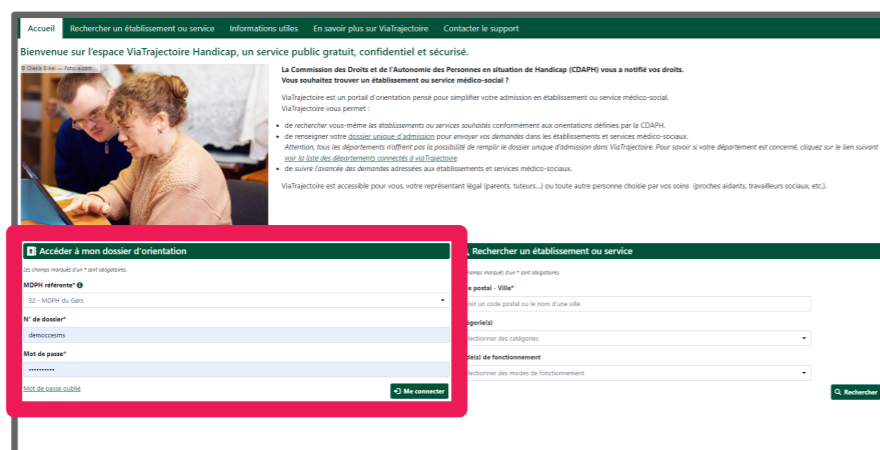 Accueil Rechercher un établissement ou service Informations utiles En savoir plus sur ViaTrajectoire Contacter le support
Bienvenue sur l'espace ViaTrajectoire Handicap, un service public gratuit, confidentiel et sécurisé.
La Commission des Droits et de l'Autonomie des Personnes en situation de Handicap (CDAPH) vous a notifié vos droits.
Vous souhaitez trouver un établissement ou service médico-social ?
ViaTrajectoire est un portail d'orientation pensé pour simplifier votre admission en établissement ou service médico-social.
ViaTrajectoire vous permet :
• de rechercher vous-même les établissements ou services souhaités conformément aux orientations définies par la CDAPH.
• de renseigner votre dossier unique d'admission pour envoyer vos demandes dans les établissements et services médico-sociaux.
Attention, tous les départements n'offrent pas la possibilité de remplir le dossier unique d'admission dans ViaTrajectoire. Pour savoir si votre département est concerné, cliquez sur le lien suivant
voir la liste des départements connectés à viaTrajectoire.
• de suivre l'avancée des demandes adressées aux établissements et services médico-sociaux.
ViaTrajectoire est accessible pour vous, votre représentant légal (parents, tuteurs...) ou toute autre personne choisie par vos soins (proches aidants, travailleurs sociaux, etc.).
Accéder à mon dossier d'orientation
Les champs marqués d'un * sont obligatoires.
MDPH référente*
32 - MDPH du Gers
N° de dossier*
democcesms
Mot de passe*
••••••••••
Mot de passe oublié
Me connecter
Rechercher un établissement ou service
champs marqués d'un * sont obligatoires.
postal - Ville*
un code postal ou le nom d'une ville
des catégories
de fonctionnement
des modes de fonctionnement
Rechercher